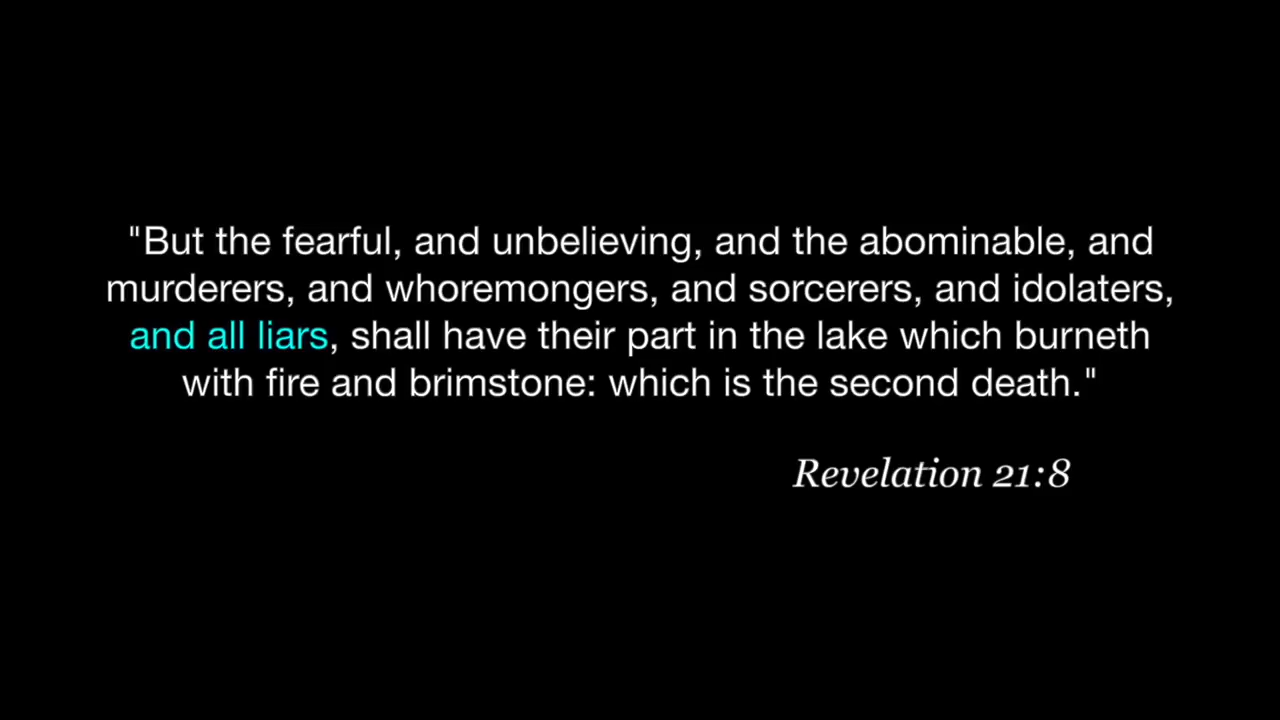 "But the fearful, and unbelieving, and the abominable, and
murderers, and whoremongers, and sorcerers, and idolaters,
and all liars, shall have their part in the lake which burneth
with fire and brimstone: which is the second death."
Revelation 21:8